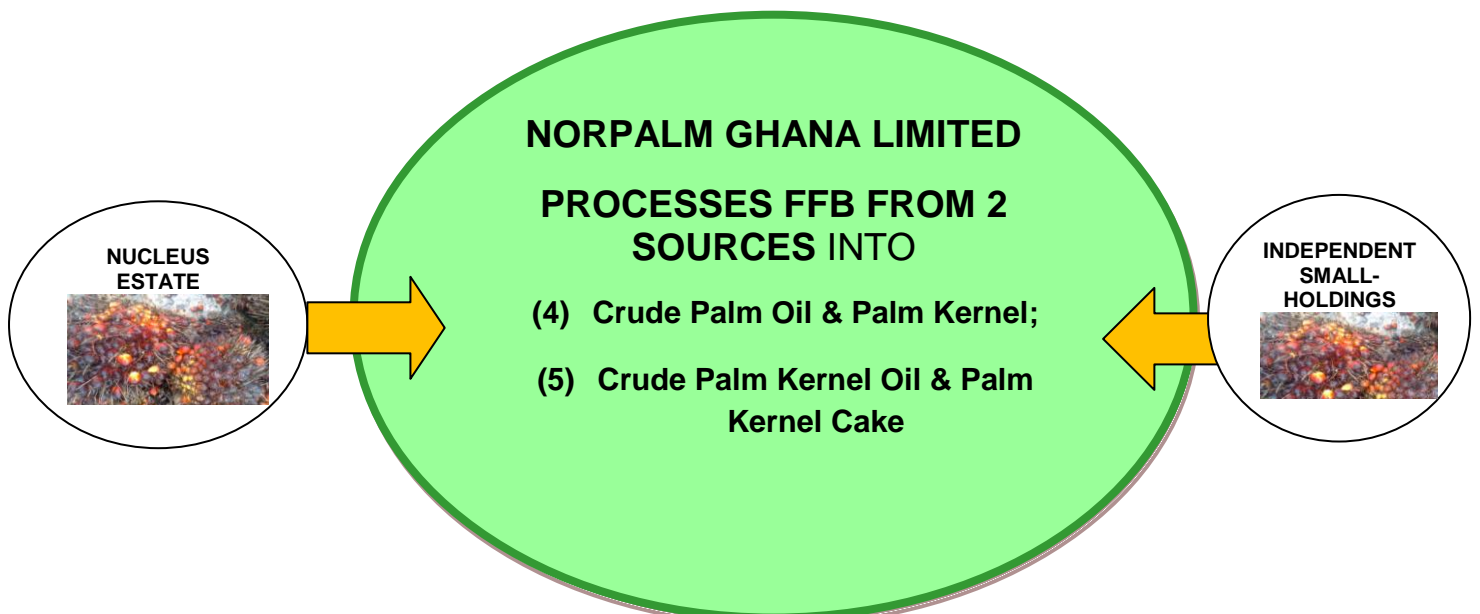 NORPALM GHANA LIMITED
PROCESSES FFB FROM 2
SOURCES INTO
(4) Crude Palm Oil & Palm Kernel;
(5) Crude Palm Kernel Oil & Palm
Kernel Cake
NUCLEUS
ESTATE
INDEPENDENT
SMALL-
HOLDINGS